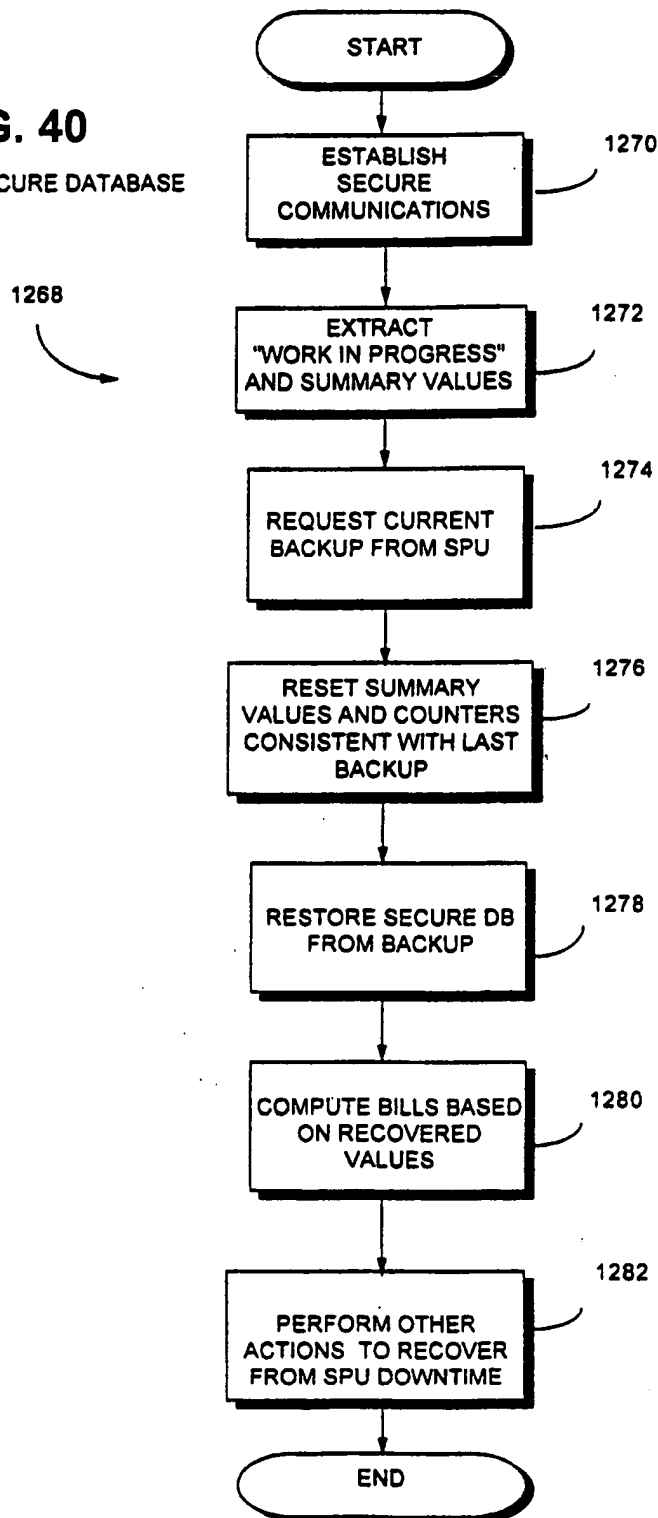 START
G. 40
CURE DATABASE
1268
ESTABLISH
SECURE
COMMUNICATIONS
1270
EXTRACT
"WORK IN PROGRESS"
AND SUMMARY VALUES
1272
REQUEST CURRENT
BACKUP FROM SPU
1274
RESET SUMMARY
VALUES AND COUNTERS
CONSISTENT WITH LAST
BACKUP
1276
RESTORE SECURE DB
FROM BACKUP
1278
COMPUTE BILLS BASED
ON RECOVERED
VALUES
1280
PERFORM OTHER
ACTIONS TO RECOVER
FROM SPU DOWNTIME
1282
END